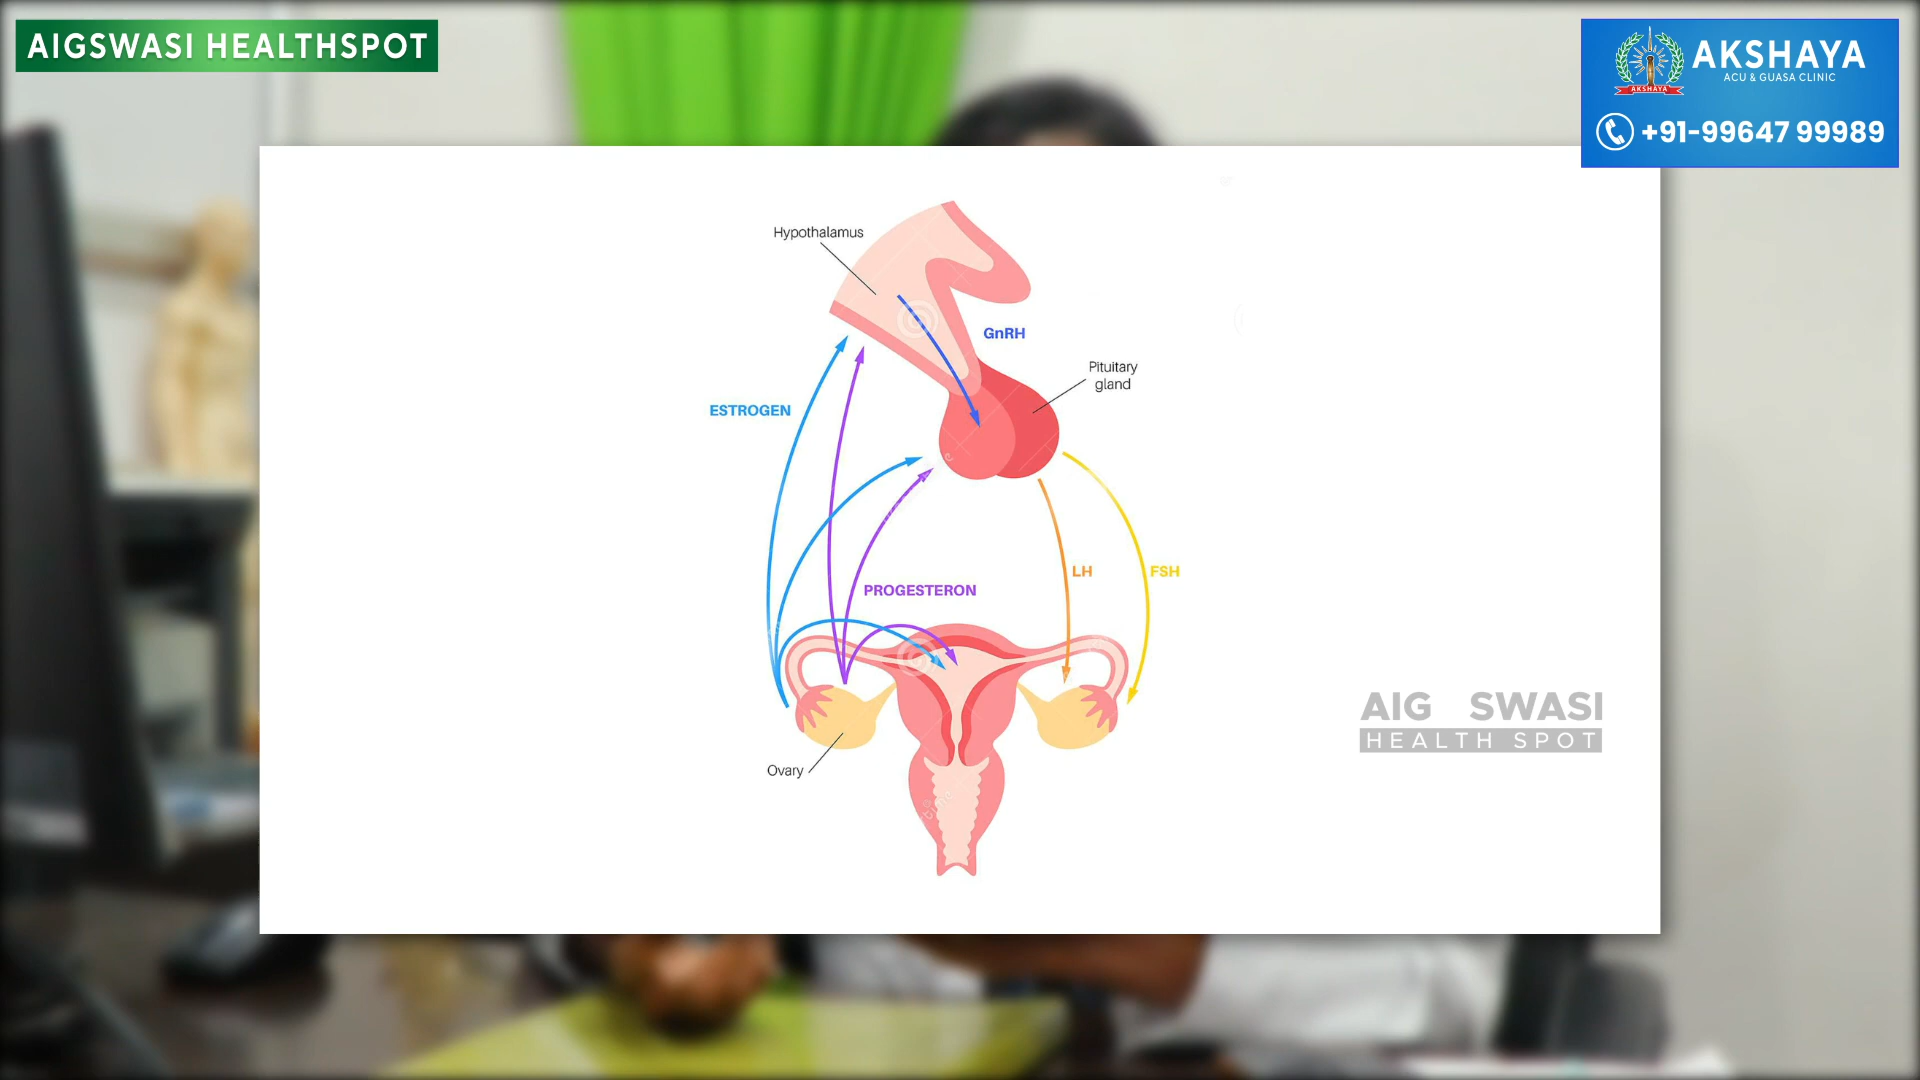 AIGSWASI HEALTHSPOT
AKSHAYA
ACU & GUASA CLINIC
AKSHAYA
+91-99647 99989
Hypothalamus
GnRH
Pituitary
gland
ESTROGEN
LH
FSH
PROGESTERON
Ovary
AIG SWASI
HEALTH SPOT